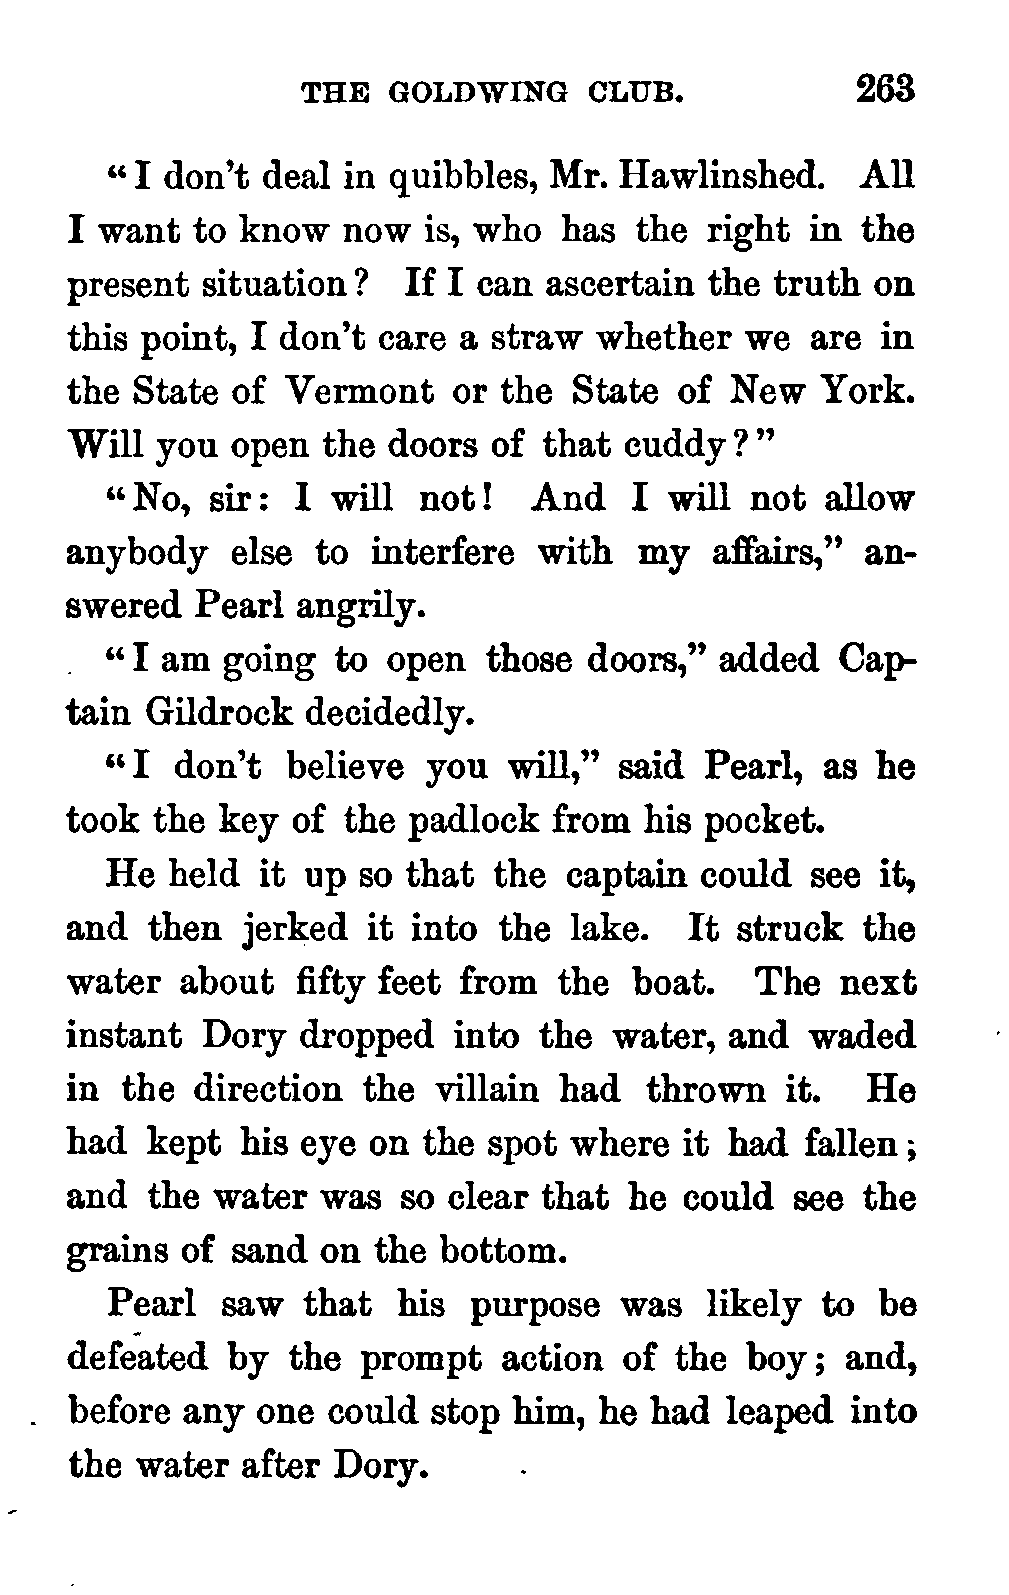 THE GOLDWING CLUB. 263
“I don’t deal in quibbles, Mr. Hawlinshed. All
I want to know now is, who has the right in the
present situation? If I can ascertain the truth on
this point, I don’t care a straw whether we are in
the State of Vermont or the State of New York.
Will you open the doors of that cuddy?”
“No, sir: I will not! And I will not allow
anybody else to interfere with my affairs,” an-
swered Pearl angrily.
“I am going to open those doors,” added Cap-
tain Gildrock decidedly.
“I don’t believe you will,” said Pearl, as he
took the key of the padlock from his pocket.
He held it up so that the captain could see it,
and then jerked it into the lake. It struck the
water about fifty feet from the boat. The next
instant Dory dropped into the water, and waded
in the direction the villain had thrown it. He
had kept his eye on the spot where it had fallen;
and the water was so clear that he could see the
grains of sand on the bottom.
Pearl saw that his purpose was likely to be
defeated by the prompt action of the boy; and,
before any one could stop him, he had leaped into
the water after Dory.